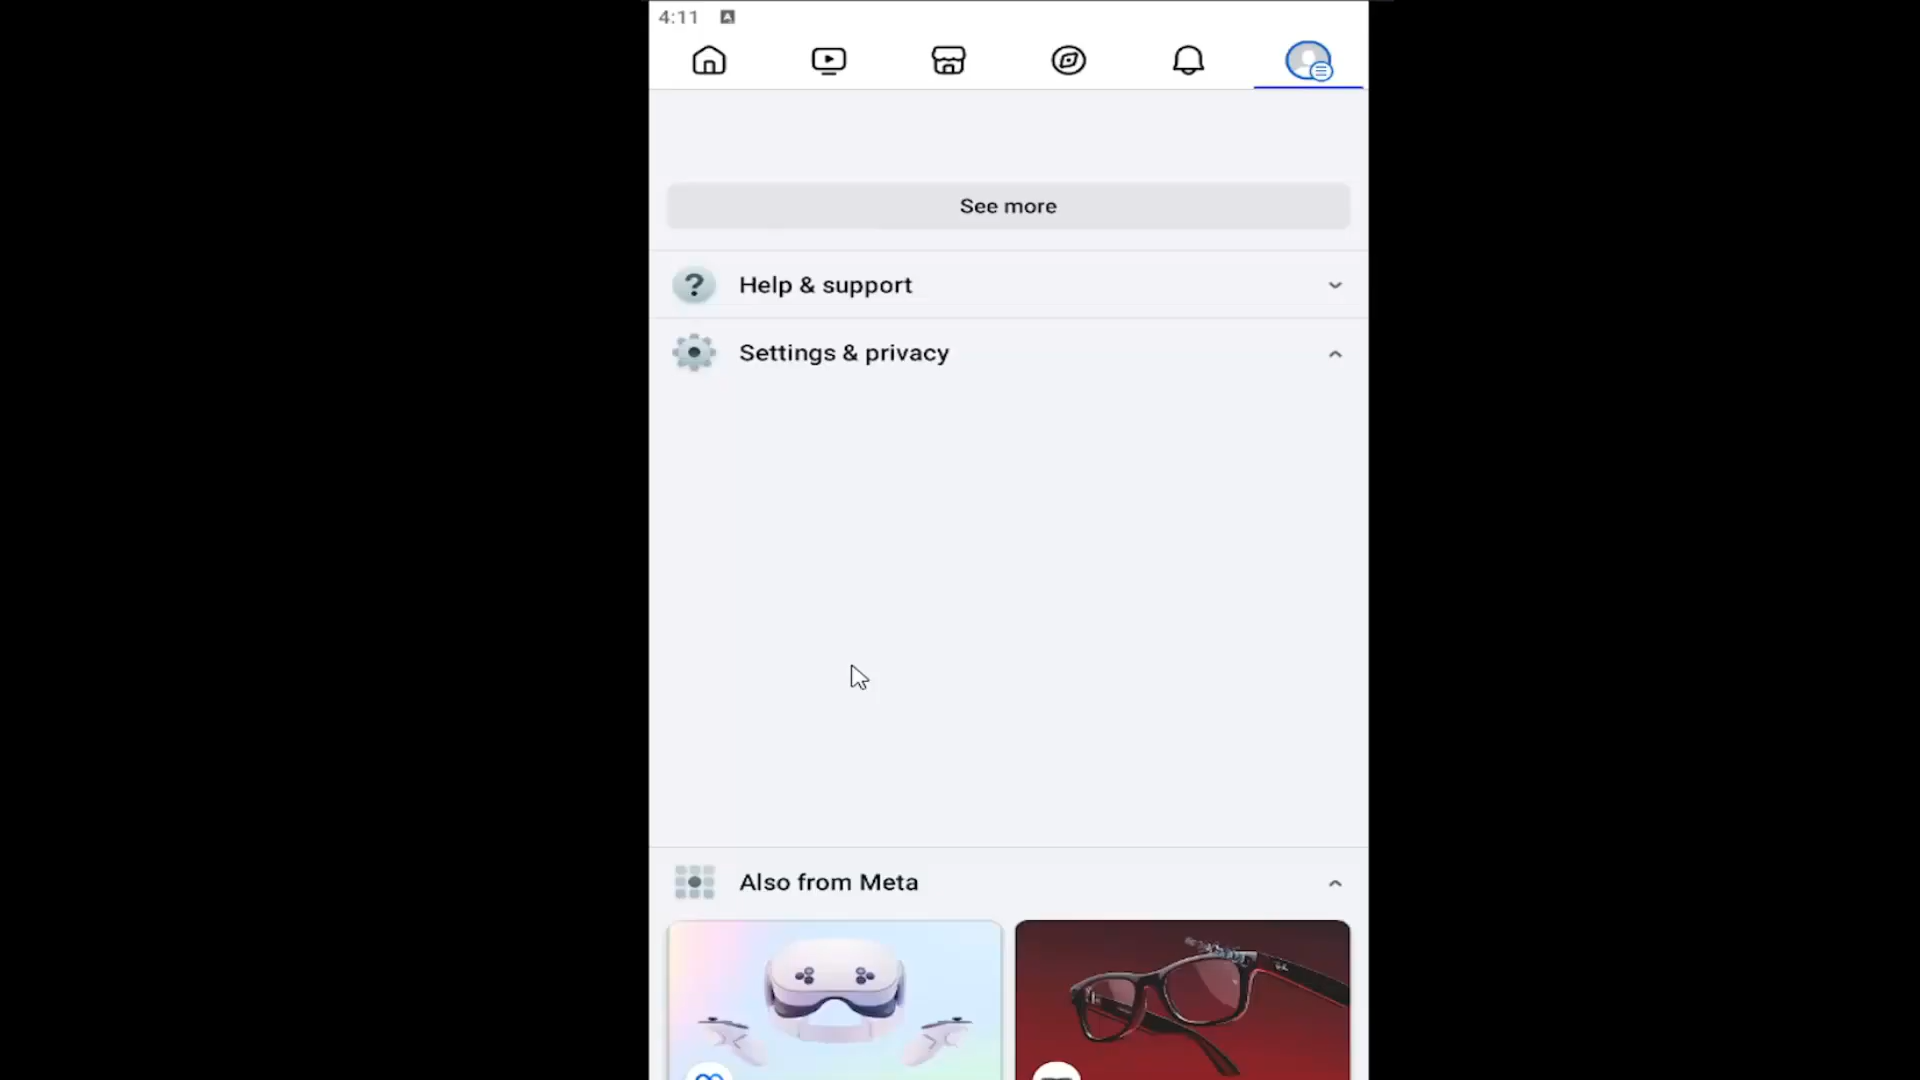 4:11
See more
Help & support
Settings & privacy
Also from Meta